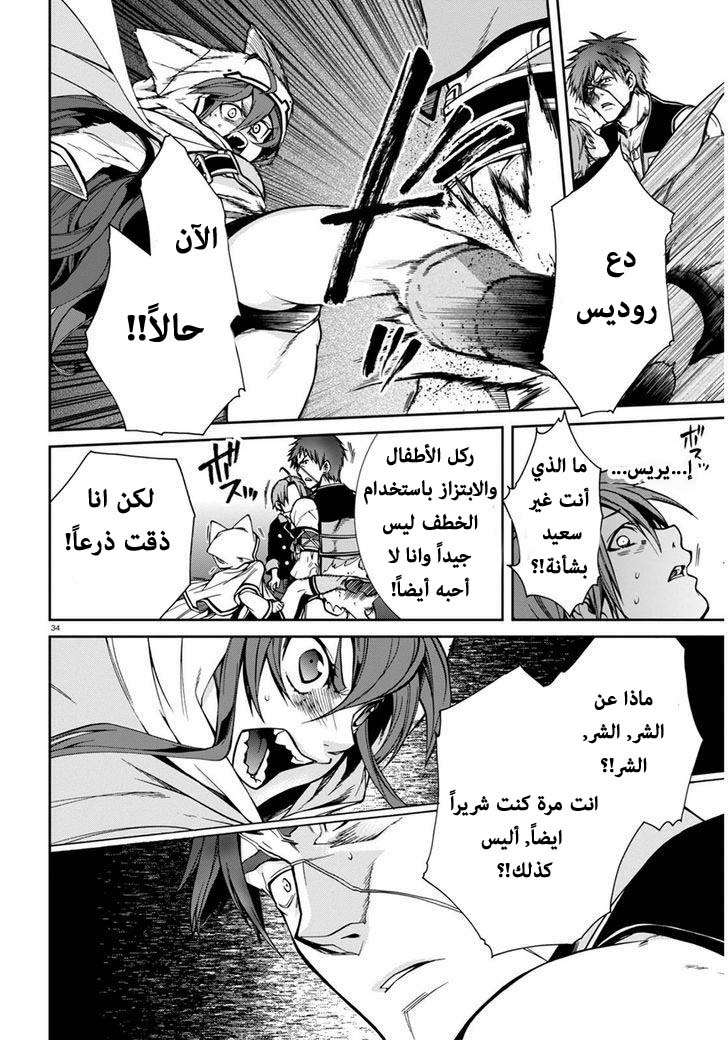 دع
روديس
الآن
حالاً!!
إ...يريس...
ما الذي
أنت غير
سعيد
بشأنة!؟
ركل الأطفال
والابتزاز باستخدام
الخطف ليس
جيداً وانا لا
أحبه أيضاً!
لكن انا
ذقت ذرعاً!
34
ماذا عن
الشر, الشر,
الشر!؟
انت مرة كنت شريراً
ايضاً, أليس
كذلك!؟